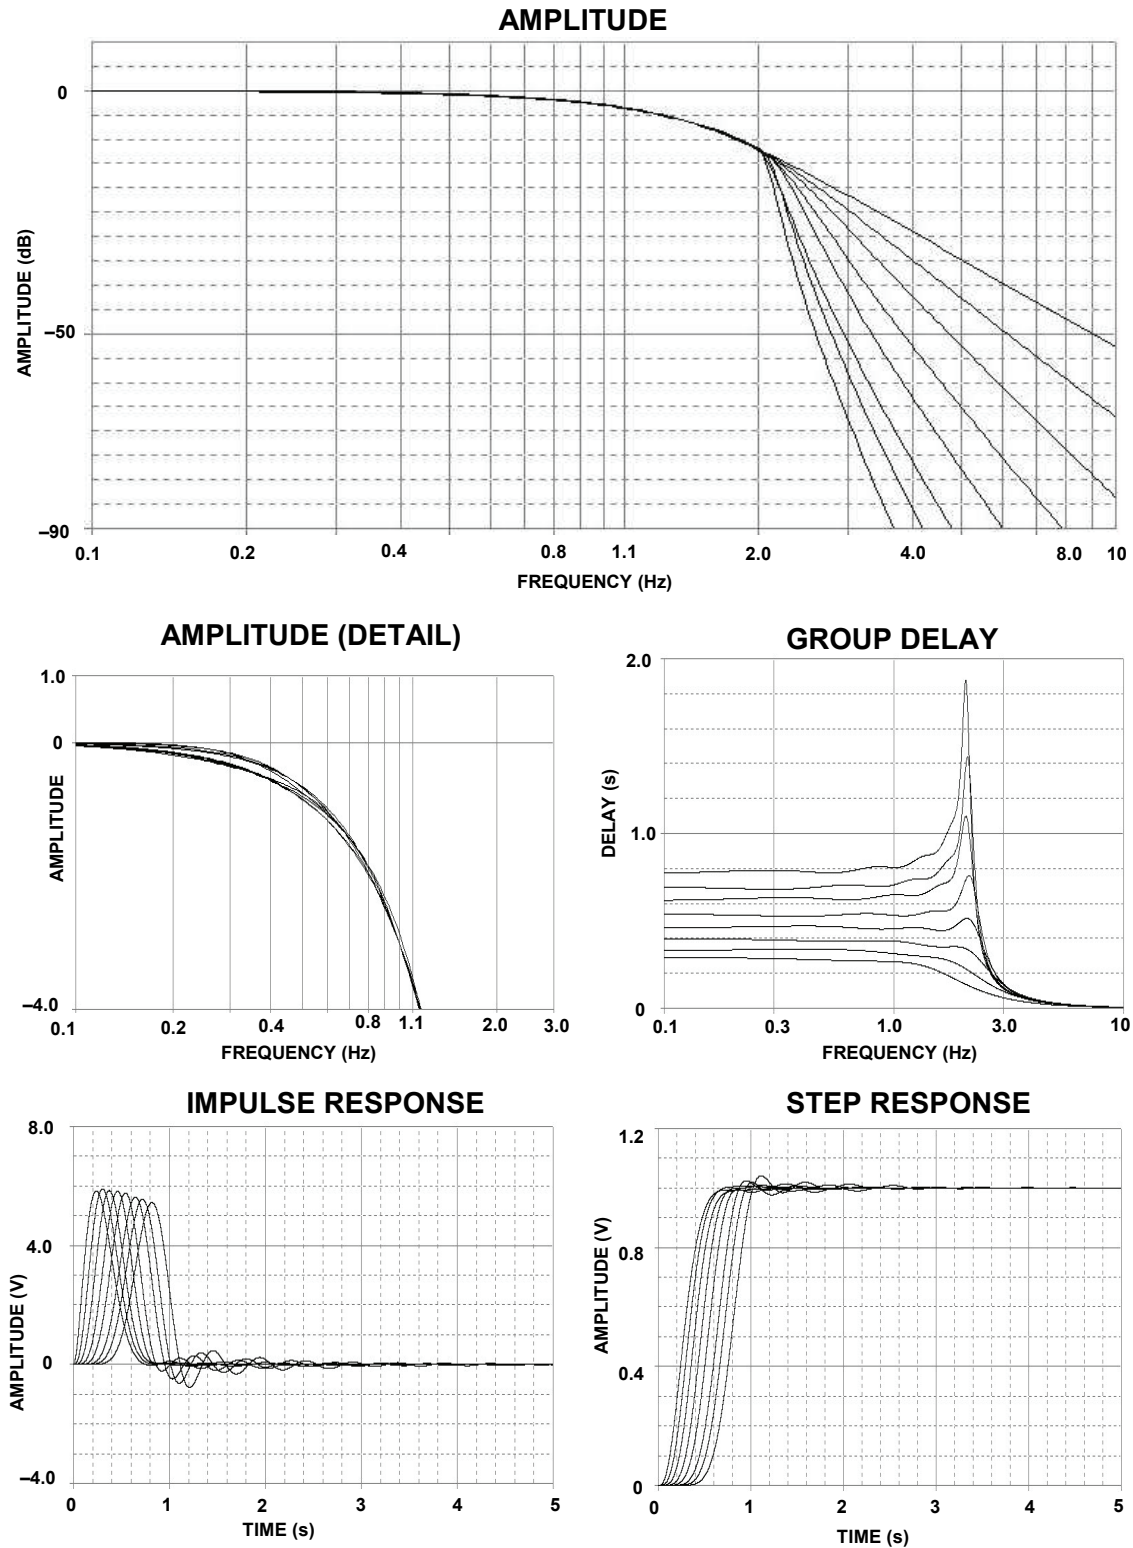 AMPLITUDE
0
–50
–90
AMPLITUDE (dB)
0.1 0.2 0.4 0.8 1.1 2.0 4.0 8.0 10
FREQUENCY (Hz)
AMPLITUDE (DETAIL)
1.0
0
–4.0
AMPLITUDE
0.1 0.2 0.4 0.8 1.1 2.0 3.0
FREQUENCY (Hz)
GROUP DELAY
2.0
1.0
0
DELAY (s)
0.1 0.3 1.0 3.0 10
FREQUENCY (Hz)
IMPULSE RESPONSE
8.0
4.0
0
–4.0
AMPLITUDE (V)
0 1 2 3 4 5
TIME (s)
STEP RESPONSE
1.2
0.8
0.4
0
AMPLITUDE (V)
0 1 2 3 4 5
TIME (s)